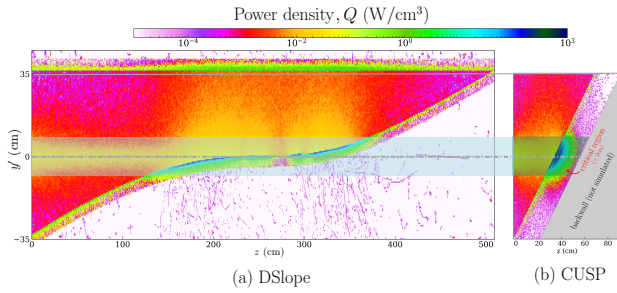 Power density, Q (W/cm³)
10⁻⁴ 10⁻² 10⁰ 10² 10³
35
0
−35
y′ (cm)
0 100 200 300 400 500
z (cm)
(a) DSlope
critical region
backwall (not simulated)
0 20 40 60 80
z (cm)
(b) CUSP